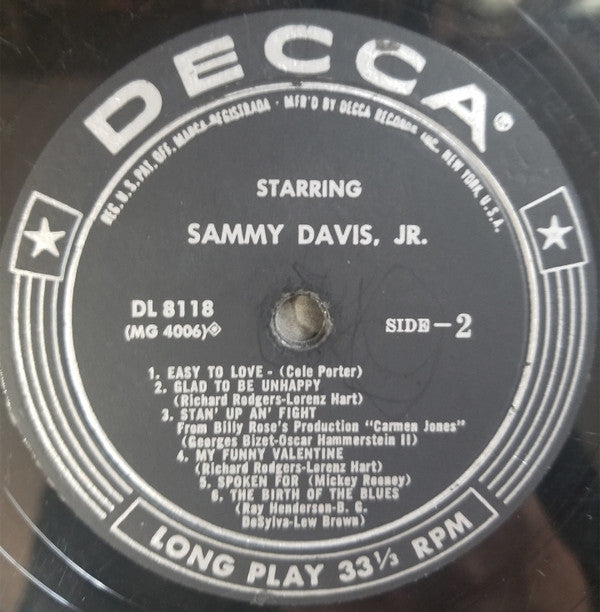 DECCA®
REG. U.S. PAT. OFF. MARCA REGISTRADA · MFR'D BY DECCA RECORDS, INC., NEW YORK, U.S.A.
STARRING
SAMMY DAVIS, JR.
DL 8118
(MG 4006)
SIDE-2
1. EASY TO LOVE - (Cole Porter)
2. GLAD TO BE UNHAPPY
(Richard Rodgers-Lorenz Hart)
3. STAN' UP AN' FIGHT
From Billy Rose's Production "Carmen Jones"
(Georges Bizet-Oscar Hammerstein II)
4. MY FUNNY VALENTINE
(Richard Rodgers-Lorenz Hart)
5. SPOKEN FOR (Mickey Rooney)
6. THE BIRTH OF THE BLUES
(Ray Henderson-B. G.
DeSylva-Lew Brown)
LONG PLAY 33⅓ RPM